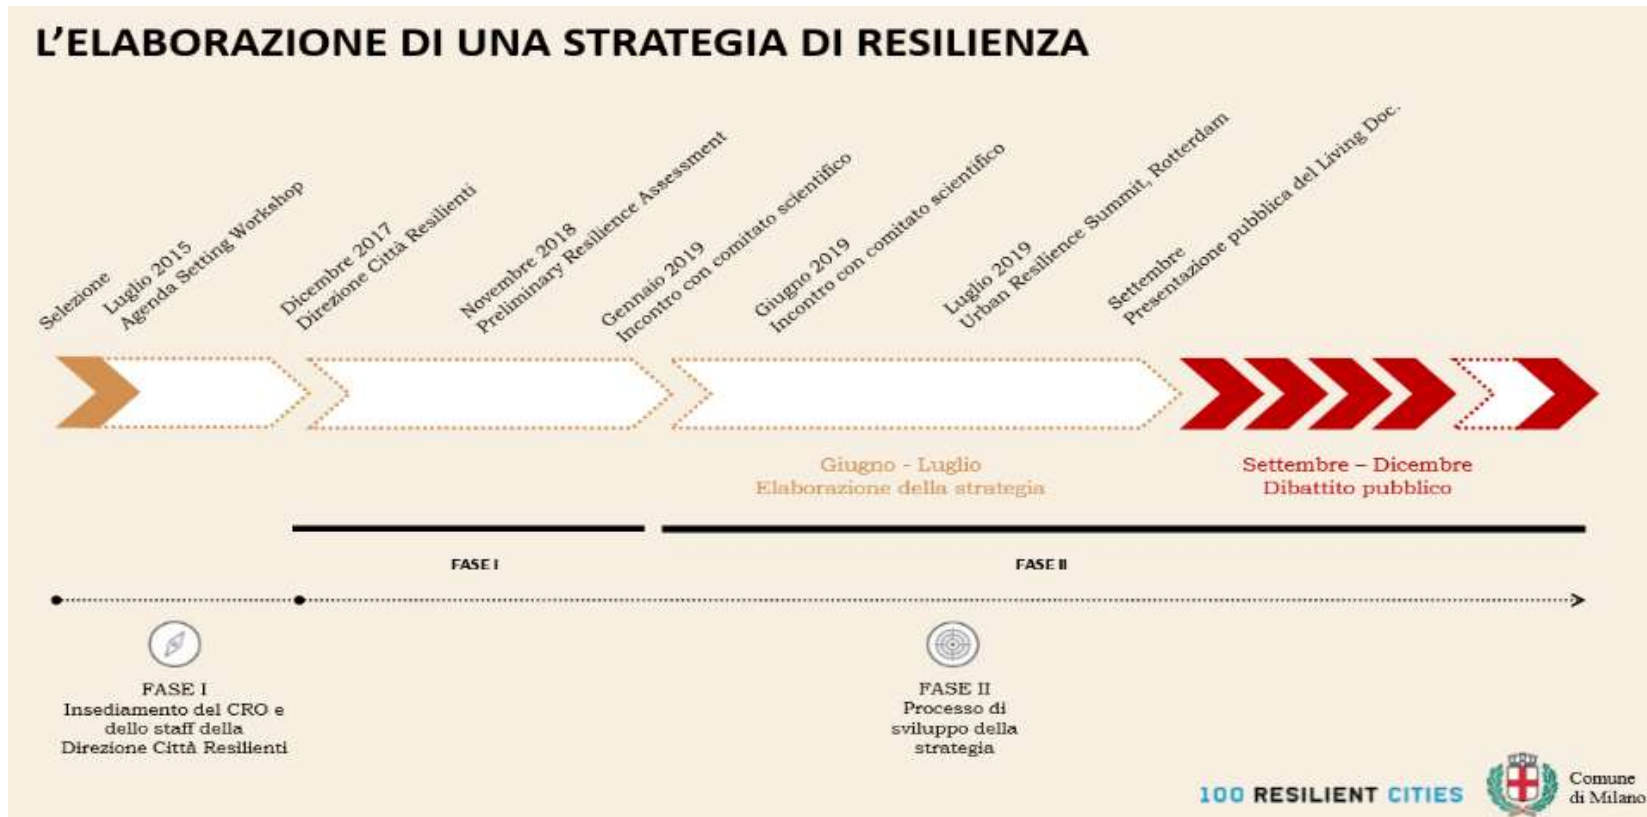 L'ELABORAZIONE DI UNA STRATEGIA DI RESILIENZA
Selezione
Luglio 2015
Agenda Setting Workshop
Dicembre 2017
Direzione Città Resilienti
Novembre 2018
Preliminary Resilience Assessment
Gennaio 2019
Incontro con comitato scientifico
Giugno 2019
Incontro con comitato scientifico
Luglio 2019
Urban Resilience Summit, Rotterdam
Settembre
Presentazione pubblica del Living Doc.
Giugno - Luglio
Elaborazione della strategia
Settembre – Dicembre
Dibattito pubblico
FASE I
FASE II
FASE I
Insediamento del CRO e
dello staff della
Direzione Città Resilienti
FASE II
Processo di
sviluppo della
strategia
100 RESILIENT CITIES
Comune
di Milano